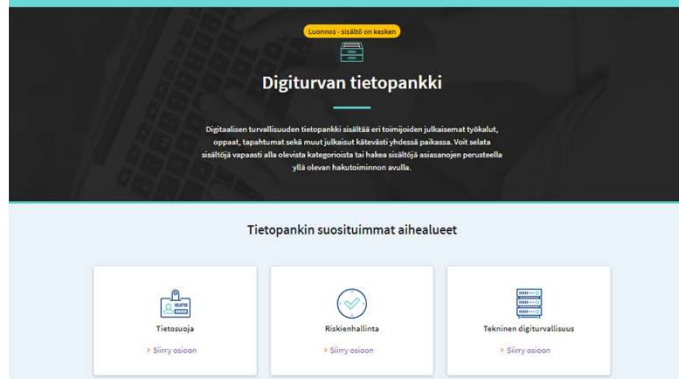 Luonnos - sisältö on kesken
Digiturvan tietopankki
Digitaalisen turvallisuuden tietopankki sisältää eri toimijoiden julkaisemat työkalut,
oppaat, tapahtumat sekä muut julkaisut kätevästi yhdessä paikassa. Voit selata
sisältöjä vapaasti alla olevista kategorioista tai hakea sisältöjä asiasanojen perusteella
yllä olevan hakutoiminnon avulla.
Tietopankin suosituimmat aihealueet
Tietosuoja
> Siirry osioon
Riskienhallinta
> Siirry osioon
Tekninen digiturvallisuus
> Siirry osioon